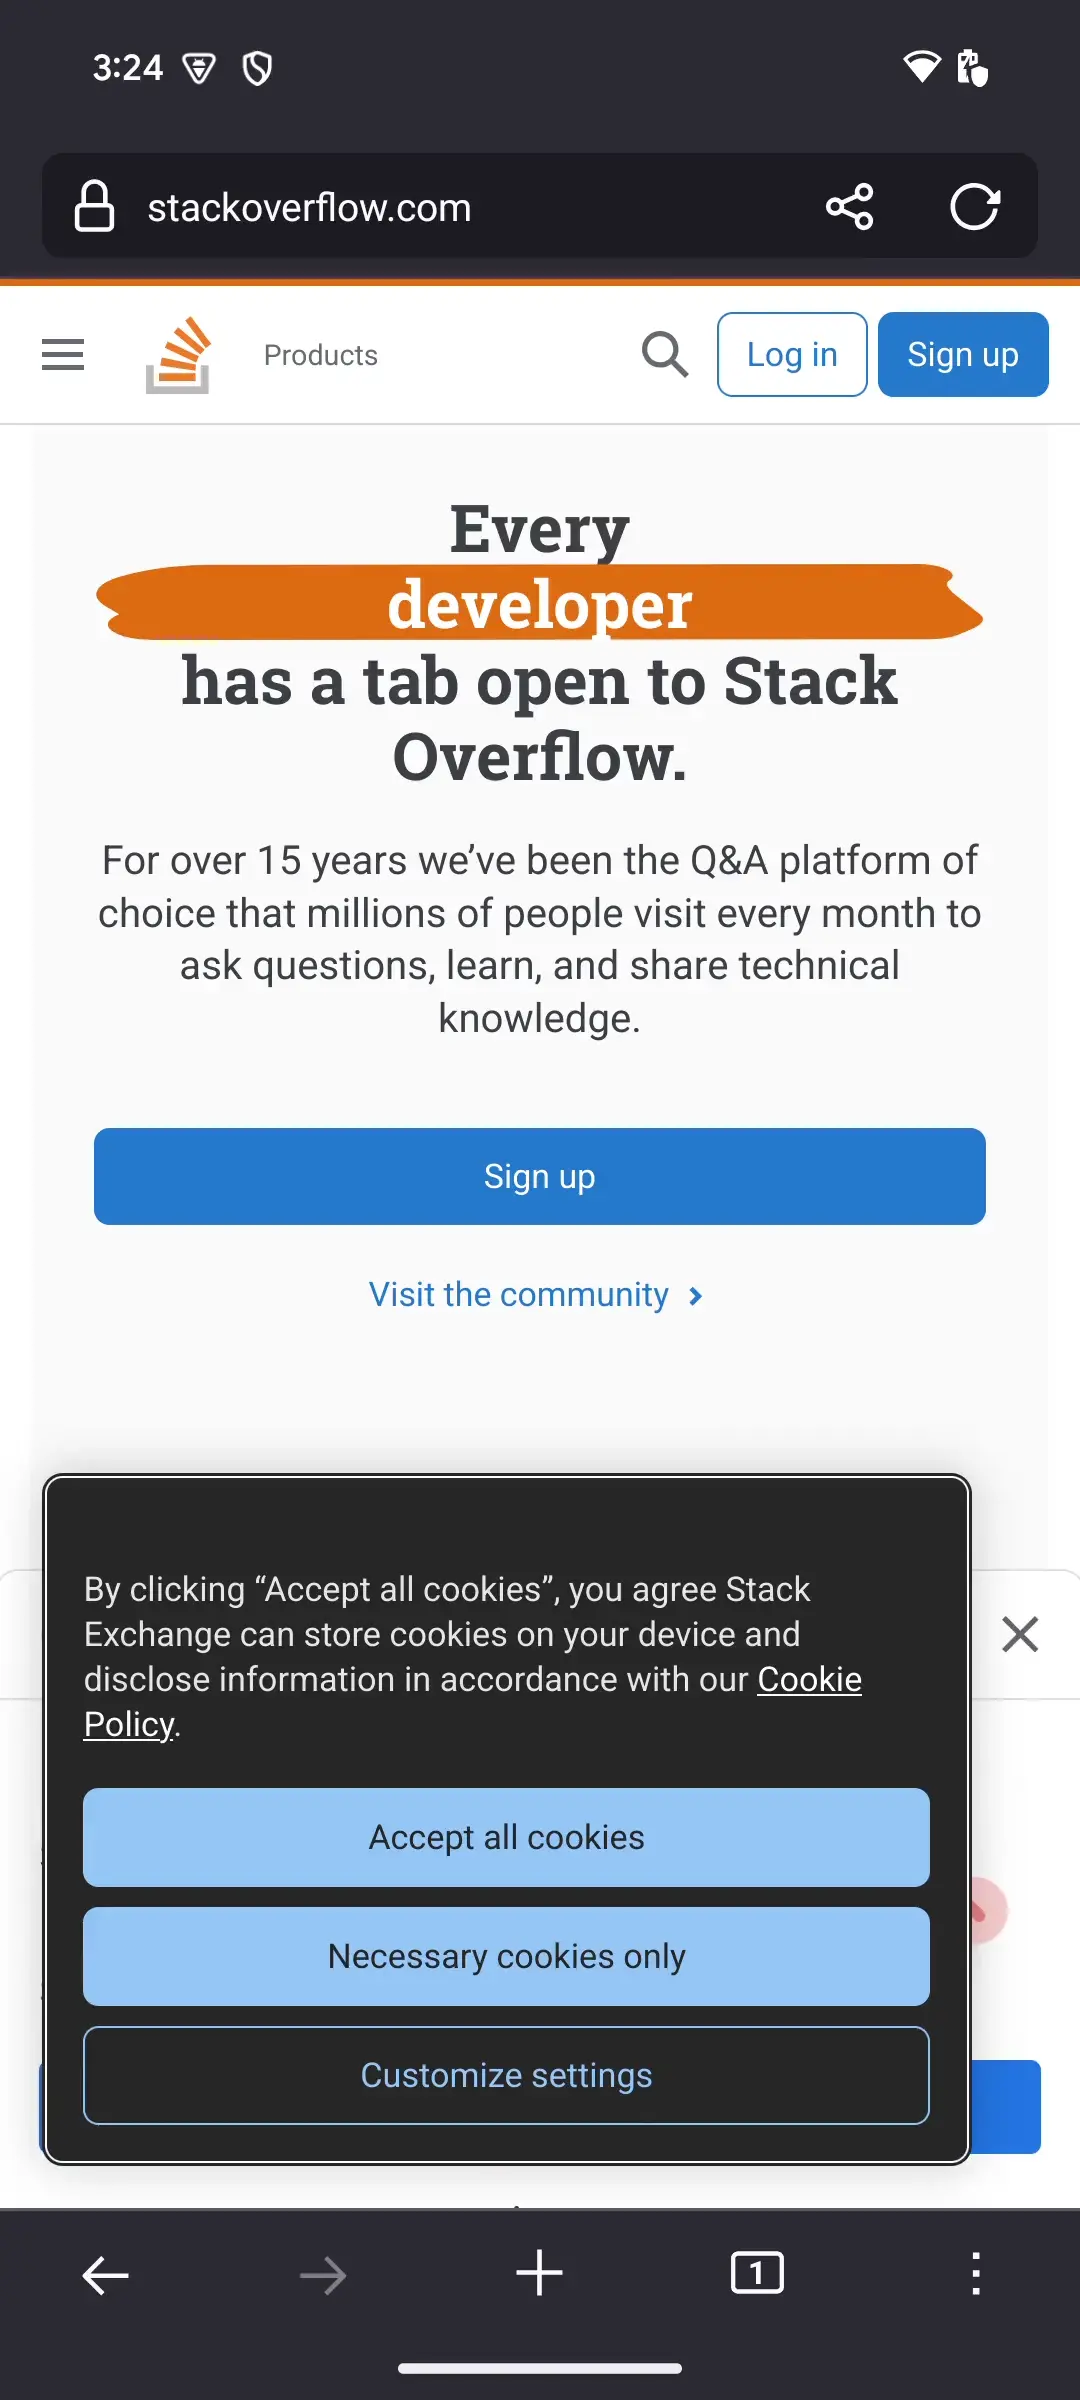 3:24
stackoverflow.com
Products
Log in
Sign up
Every
developer
has a tab open to Stack
Overflow.
For over 15 years we’ve been the Q&A platform of
choice that millions of people visit every month to
ask questions, learn, and share technical
knowledge.
Sign up
Visit the community
By clicking “Accept all cookies”, you agree Stack
Exchange can store cookies on your device and
disclose information in accordance with our Cookie
Policy.
Accept all cookies
Necessary cookies only
Customize settings
1